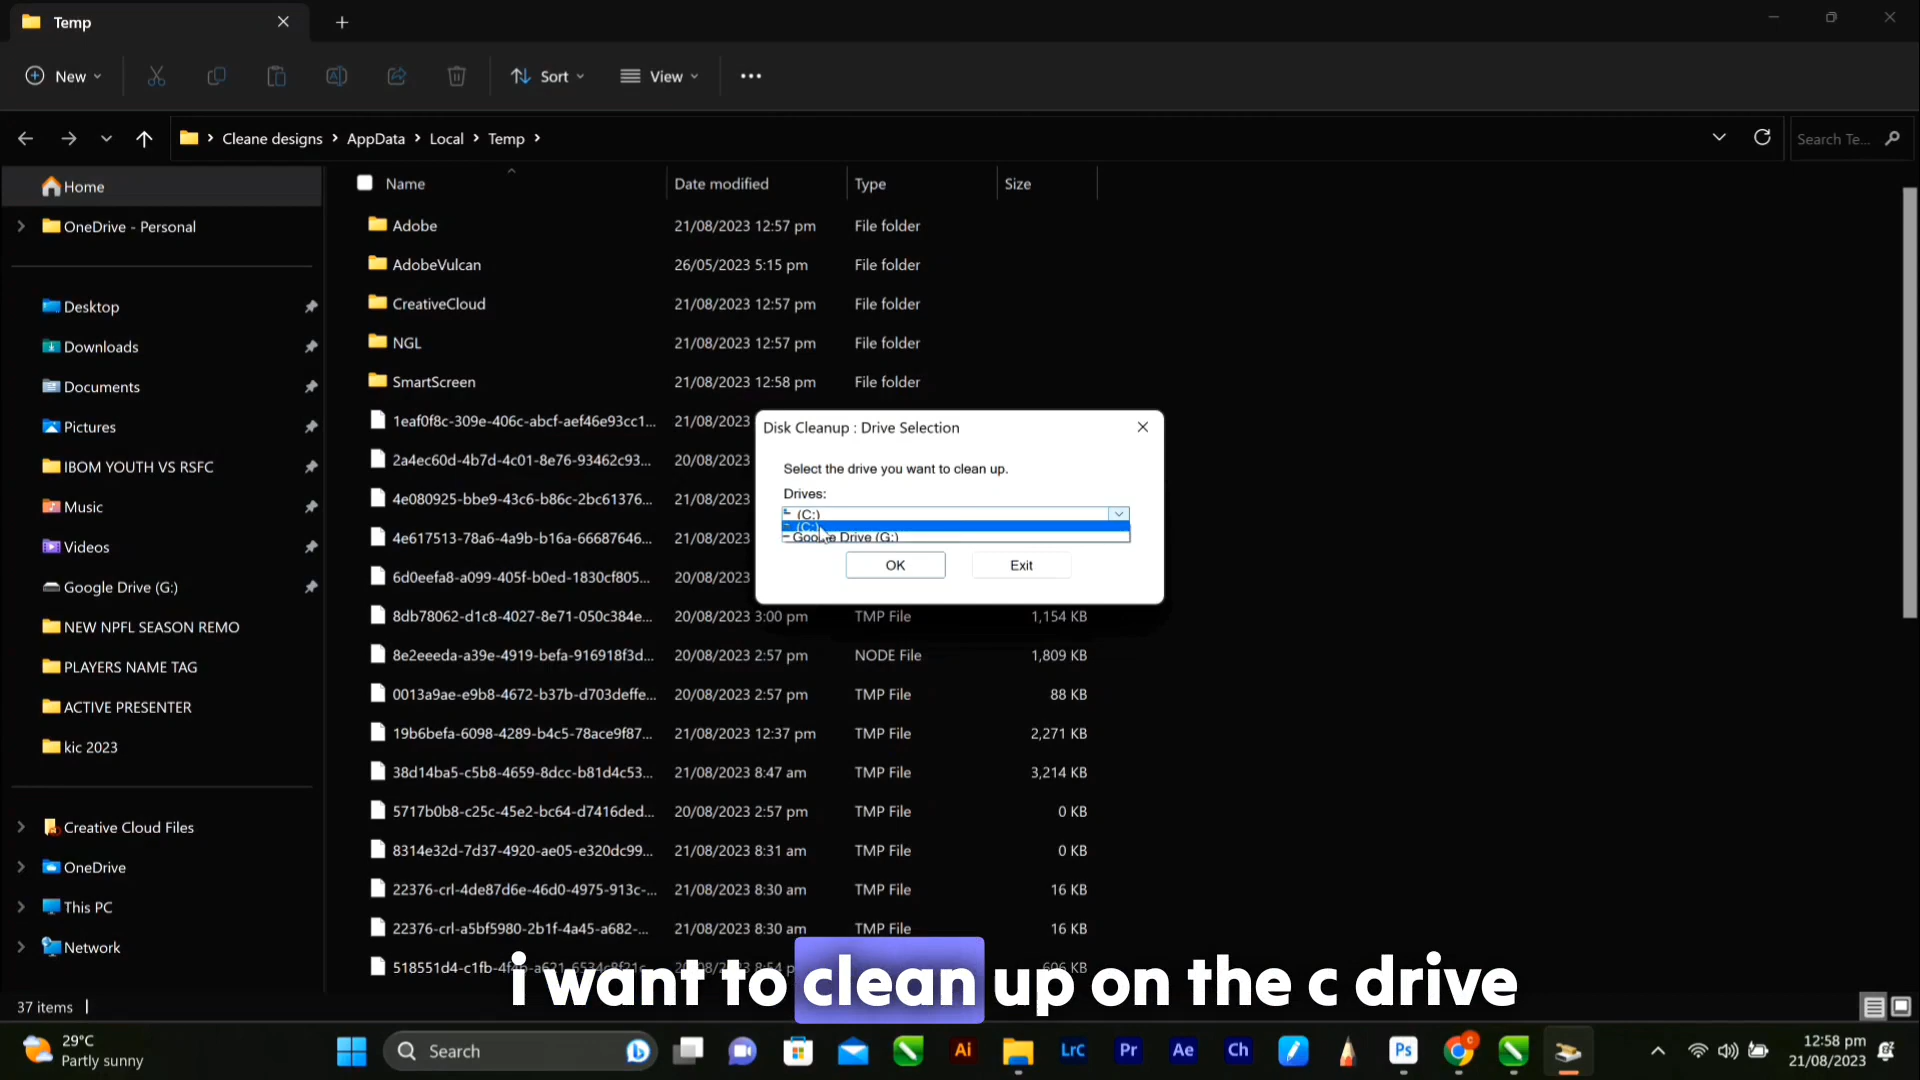 Temp
New
Sort
View
Cleane designs
AppData
Local
Temp
Search Te...
Home
OneDrive - Personal
Desktop
Downloads
Documents
Pictures
IBOM YOUTH VS RSFC
Music
Videos
Google Drive (G:)
NEW NPFL SEASON REMO
PLAYERS NAME TAG
ACTIVE PRESENTER
kic 2023
Creative Cloud Files
OneDrive
This PC
Network
Name Date modified Type Size
Adobe 21/08/2023 12:57 pm File folder
AdobeVulcan 26/05/2023 5:15 pm File folder
CreativeCloud 21/08/2023 12:57 pm File folder
NGL 21/08/2023 12:57 pm File folder
SmartScreen 21/08/2023 12:58 pm File folder
1eaf0f8c-309e-406c-abcf-aef46e93cc1... 21/08/2023
2a4ec60d-4b7d-4c01-8e76-93462c93... 20/08/2023
4e080925-bbe9-43c6-b86c-2bc61376... 21/08/2023
4e617513-78a6-4a9b-b16a-66687646... 21/08/2023
6d0eefa8-a099-405f-b0ed-1830cf805... 20/08/2023
8db78062-d1c8-4027-8e71-050c384e... 20/08/2023 3:00 pm TMP File 1,154 KB
8e2eeeda-a39e-4919-befa-916918f3d... 20/08/2023 2:57 pm NODE File 1,809 KB
0013a9ae-e9b8-4672-b37b-d703deffe... 20/08/2023 2:57 pm TMP File 88 KB
19b6befa-6098-4289-b4c5-78ace9f87... 21/08/2023 12:37 pm TMP File 2,271 KB
38d14ba5-c5b8-4659-8dcc-b81d4c53... 21/08/2023 8:47 am TMP File 3,214 KB
5717b0b8-c25c-45e2-bc64-d7416ded... 20/08/2023 2:57 pm TMP File 0 KB
8314e32d-7d37-4920-ae05-e320dc99... 21/08/2023 8:31 am TMP File 0 KB
22376-crl-4de87d6e-46d0-4975-913c-... 21/08/2023 8:30 am TMP File 16 KB
22376-crl-a5bf5980-2b1f-4a45-a682-... 21/08/2023 8:30 am TMP File 16 KB
Disk Cleanup : Drive Selection
Select the drive you want to clean up.
Drives:
(C:)
(C:)
Google Drive (G:)
OK Exit
i want to clean up on the c drive
37 items
29°C
Partly sunny
Search
Ai
LrC
Pr
Ae
Ch
Ps
12:58 pm
21/08/2023